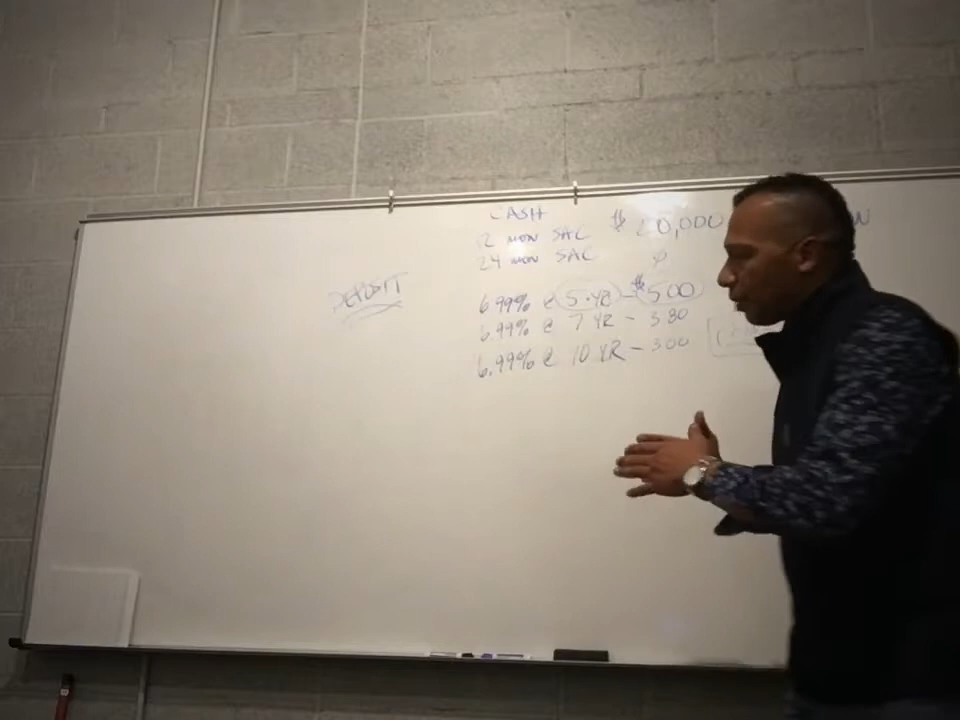 CASH
12 MON SAC $20,000
24 MON SAC
DEPOSIT
6.99% @ 5-YR - $500
6.99% @ 7 YR - 380
6.99% @ 10 YR - 300